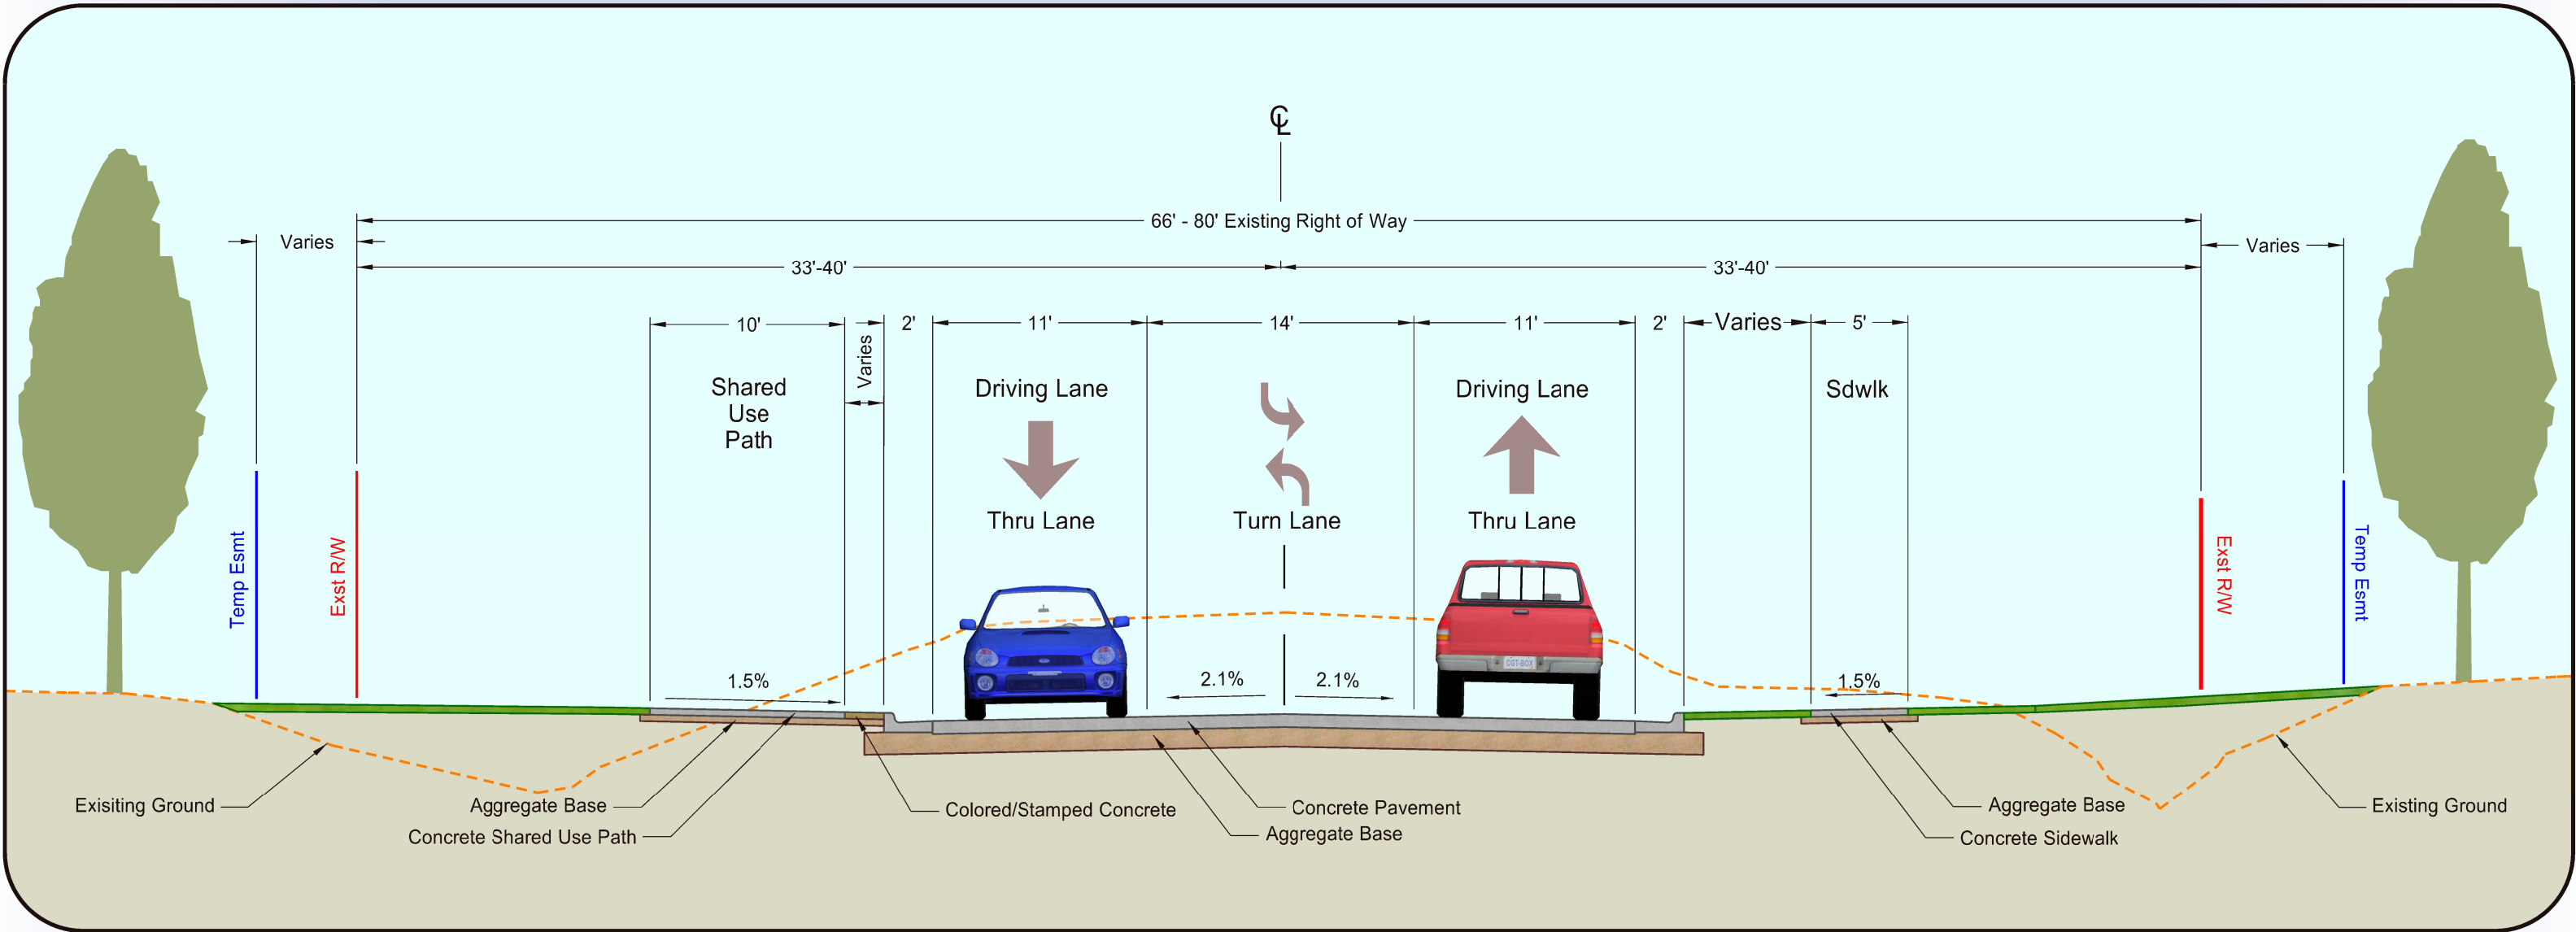 CL
66' - 80' Existing Right of Way
Varies
Varies
33'-40'
33'-40'
10'
Varies
2'
11'
14'
11'
2'
Varies
5'
Shared
Use
Path
Driving Lane
Driving Lane
Sdwlk
Thru Lane
Turn Lane
Thru Lane
Temp Esmt
Exst R/W
Exst R/W
Temp Esmt
1.5%
2.1%
2.1%
1.5%
CGT-BOX
Exisiting Ground
Aggregate Base
Concrete Shared Use Path
Colored/Stamped Concrete
Concrete Pavement
Aggregate Base
Aggregate Base
Concrete Sidewalk
Existing Ground